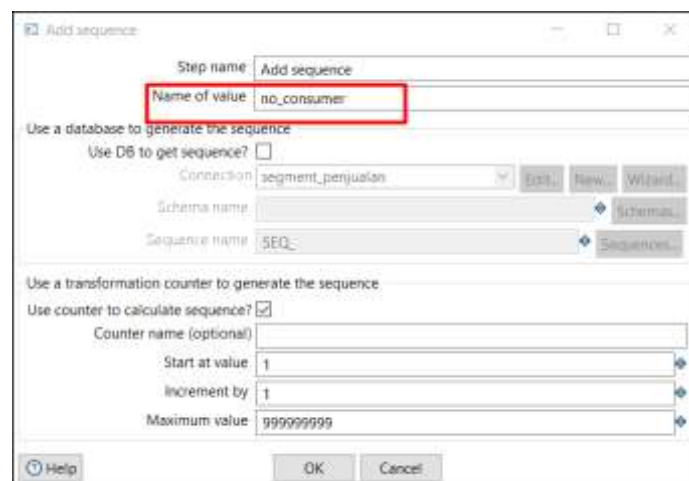 Add sequence
Step name Add sequence
Name of value no_consumer
Use a database to generate the sequence
Use DB to get sequence?
Connection segment_penjualan Edit... New... Wizard...
Schema name Schemas...
Sequence name SEQ_ Sequences...
Use a transformation counter to generate the sequence
Use counter to calculate sequence?
Counter name (optional)
Start at value 1
Increment by 1
Maximum value 999999999
Help OK Cancel